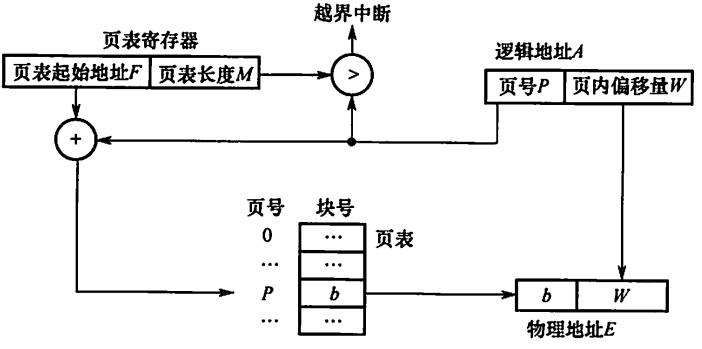 越界中断
页表寄存器
页表起始地址F 页表长度M
>
逻辑地址A
页号P 页内偏移量W
+
页号 块号
0 … 页表
… …
P b
… …
b W
物理地址E